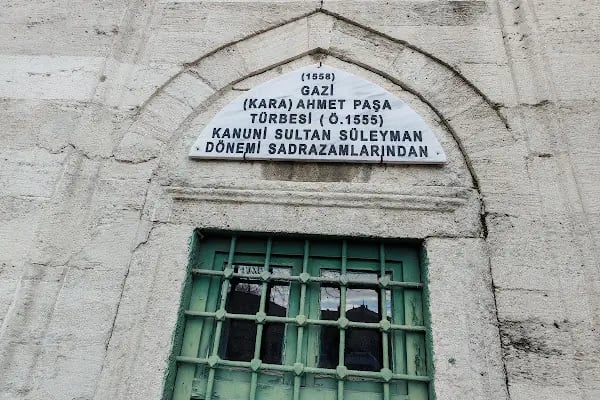 (1558)
GAZİ
(KARA) AHMET PAŞA
TÜRBESİ (Ö.1555)
KANUNİ SULTAN SÜLEYMAN
DÖNEMİ SADRAZAMLARINDAN